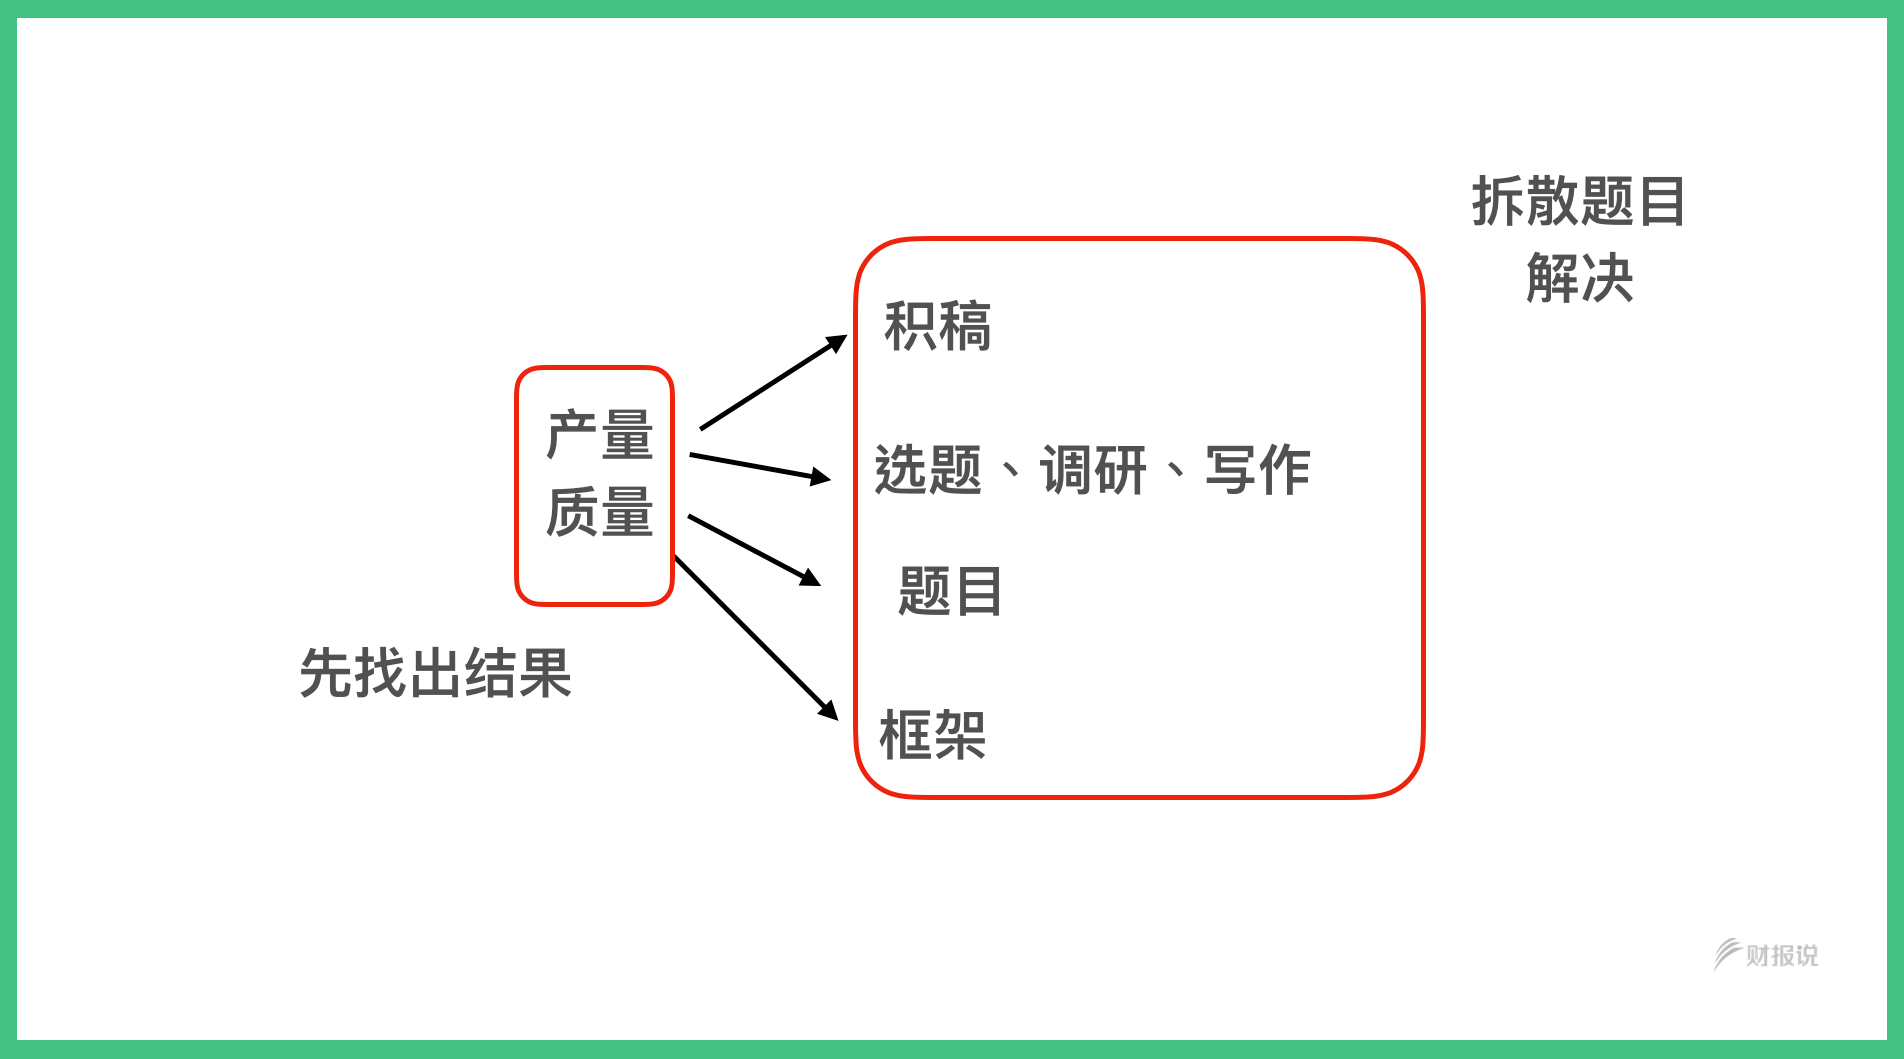 产量
质量
先找出结果
积稿
选题、调研、写作
题目
框架
拆散题目
解决
财报说